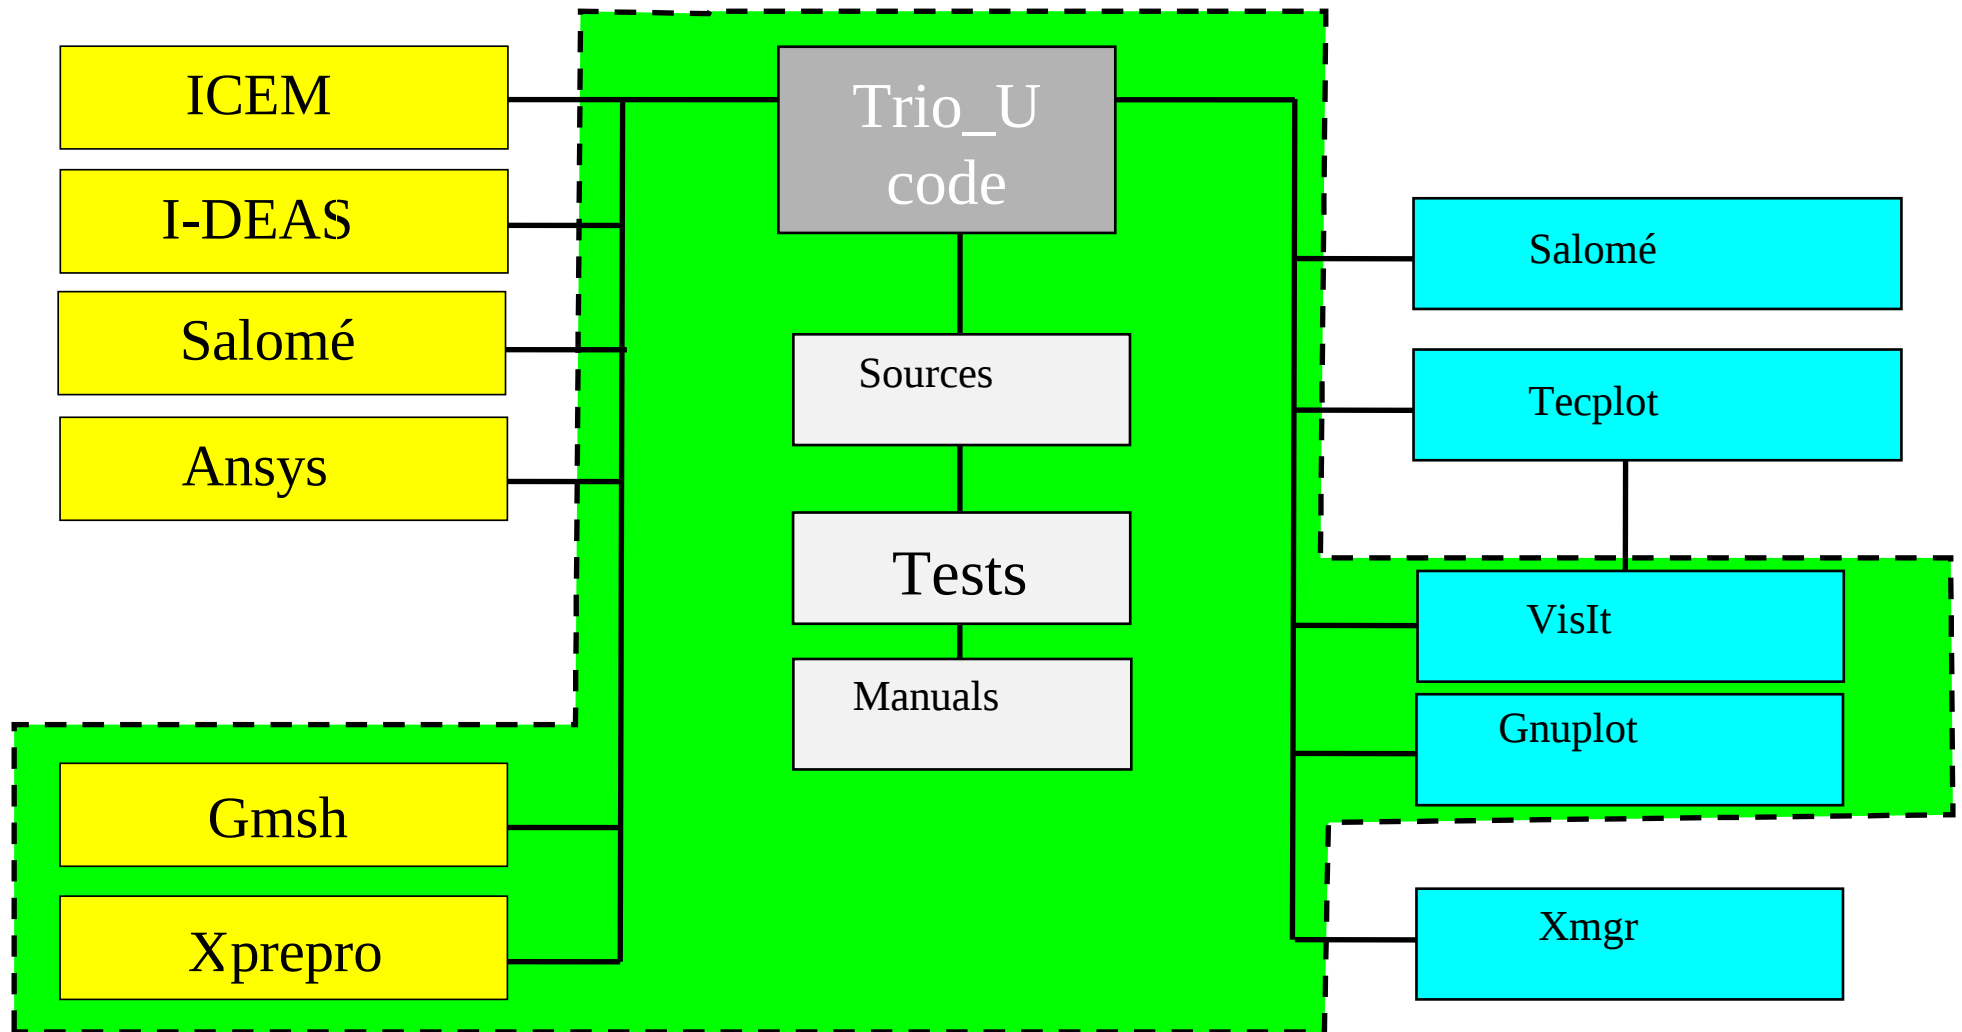 ICEM
I-DEAS
Salomé
Ansys
Gmsh
Xprepro
Trio_U
code
Sources
Tests
Manuals
Salomé
Tecplot
VisIt
Gnuplot
Xmgr